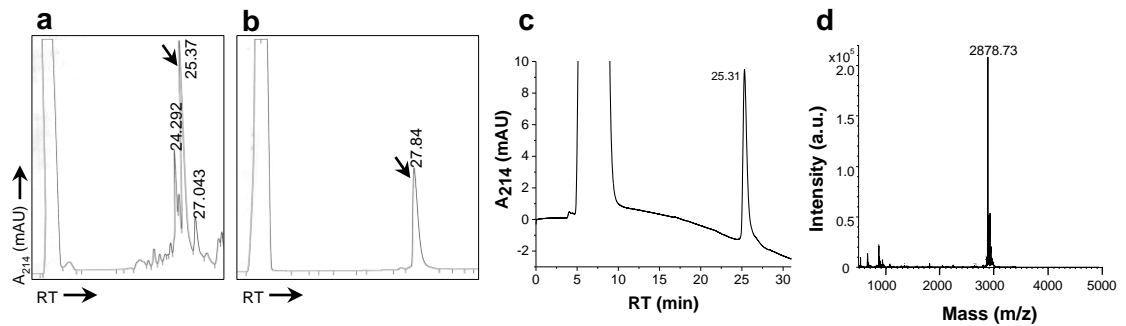 a
25.37
24.292
27.043
A214 (mAU)
RT
b
27.84
RT
c
25.31
10
8
6
4
2
0
-2
A214 (mAU)
0 5 10 15 20 25 30
RT (min)
d
2878.73
x10⁵
2.0
1.5
1.0
0.5
0
Intensity (a.u.)
1000 2000 3000 4000 5000
Mass (m/z)